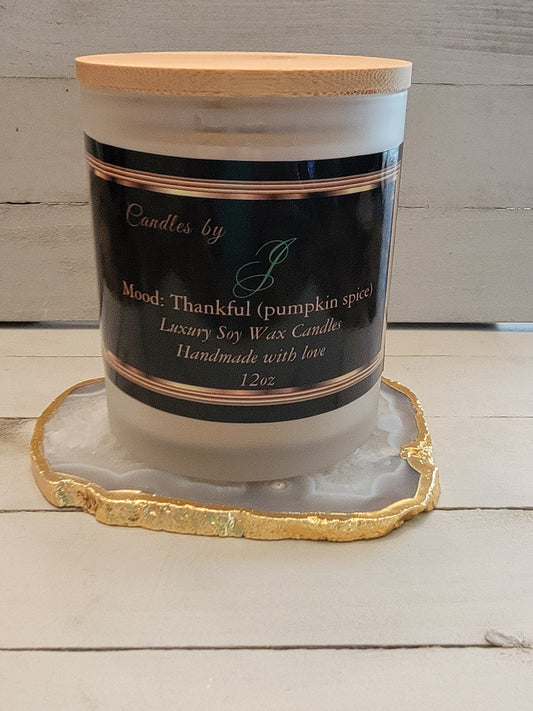 Candles by
J
Mood: Thankful (pumpkin spice)
Luxury Soy Wax Candles
Handmade with love
12oz